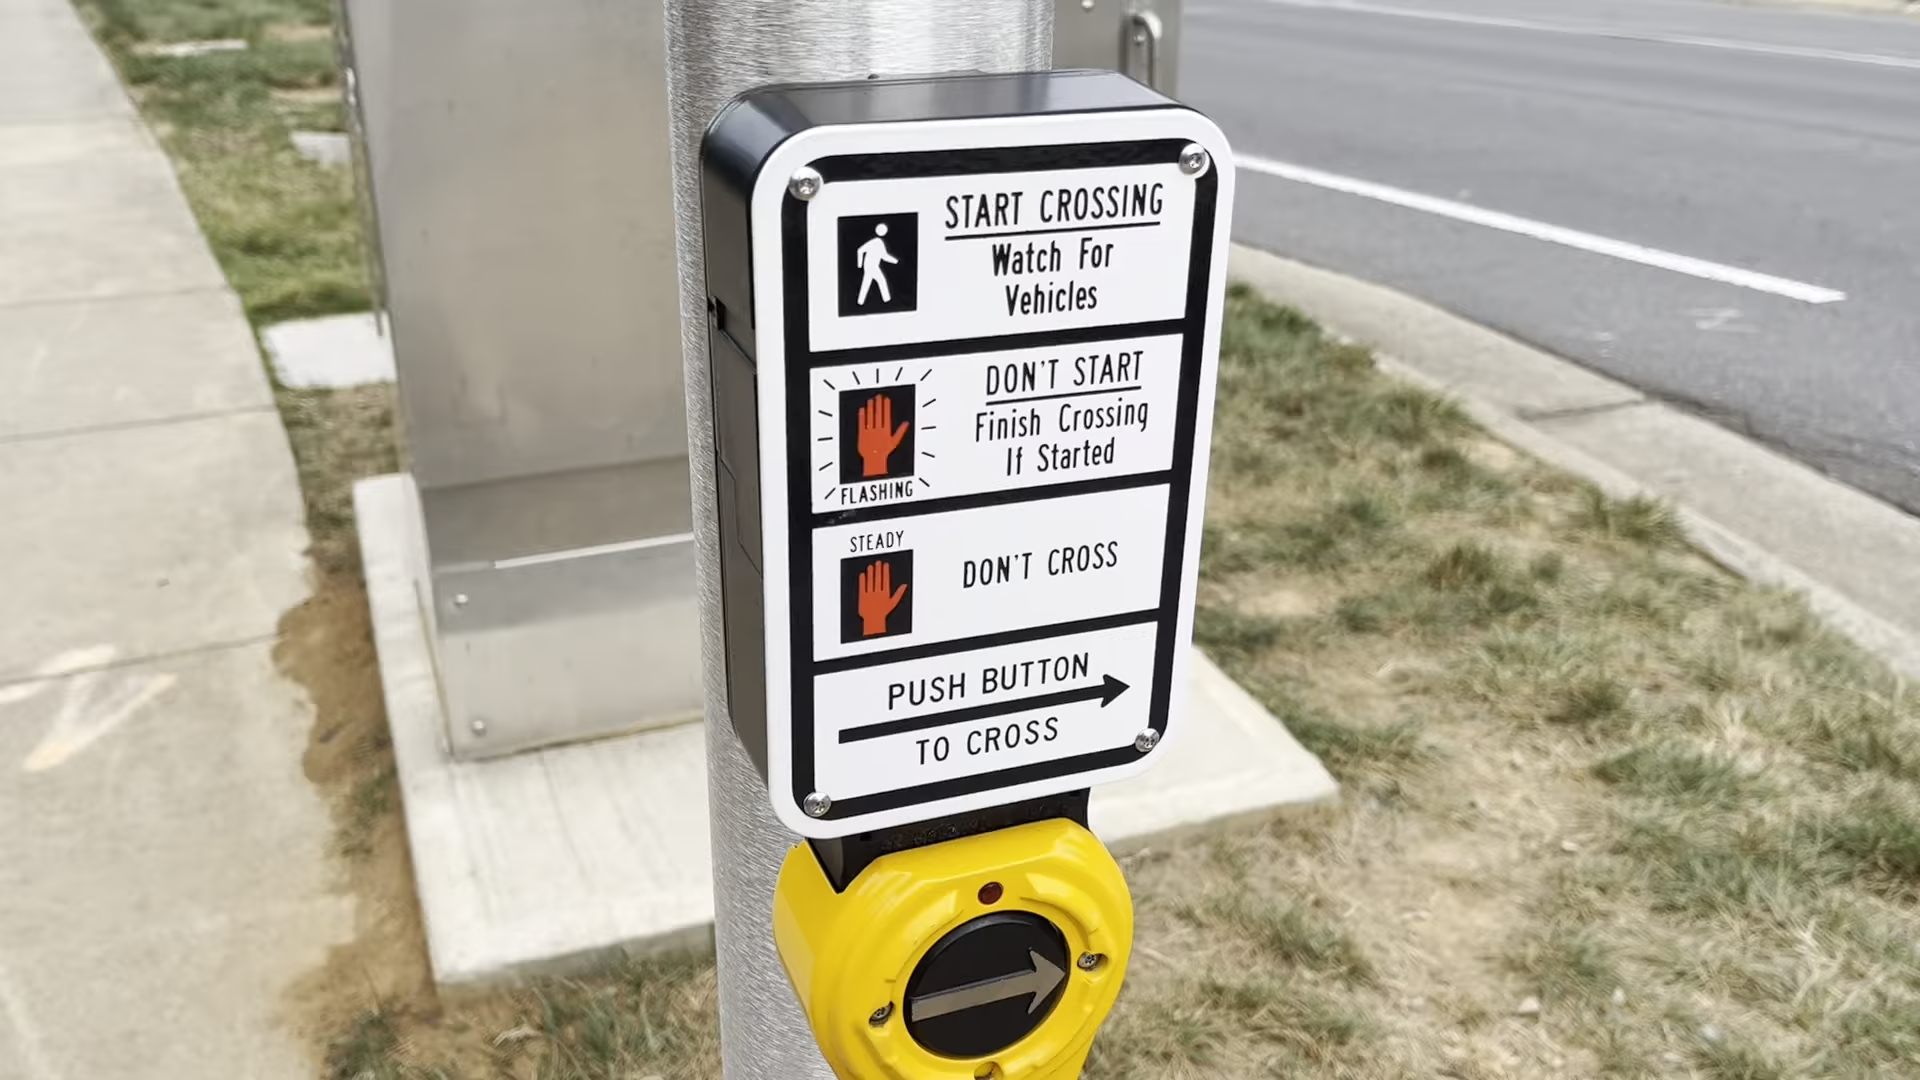 START CROSSING
Watch For
Vehicles
DON'T START
Finish Crossing
If Started
FLASHING
STEADY
DON'T CROSS
PUSH BUTTON
TO CROSS